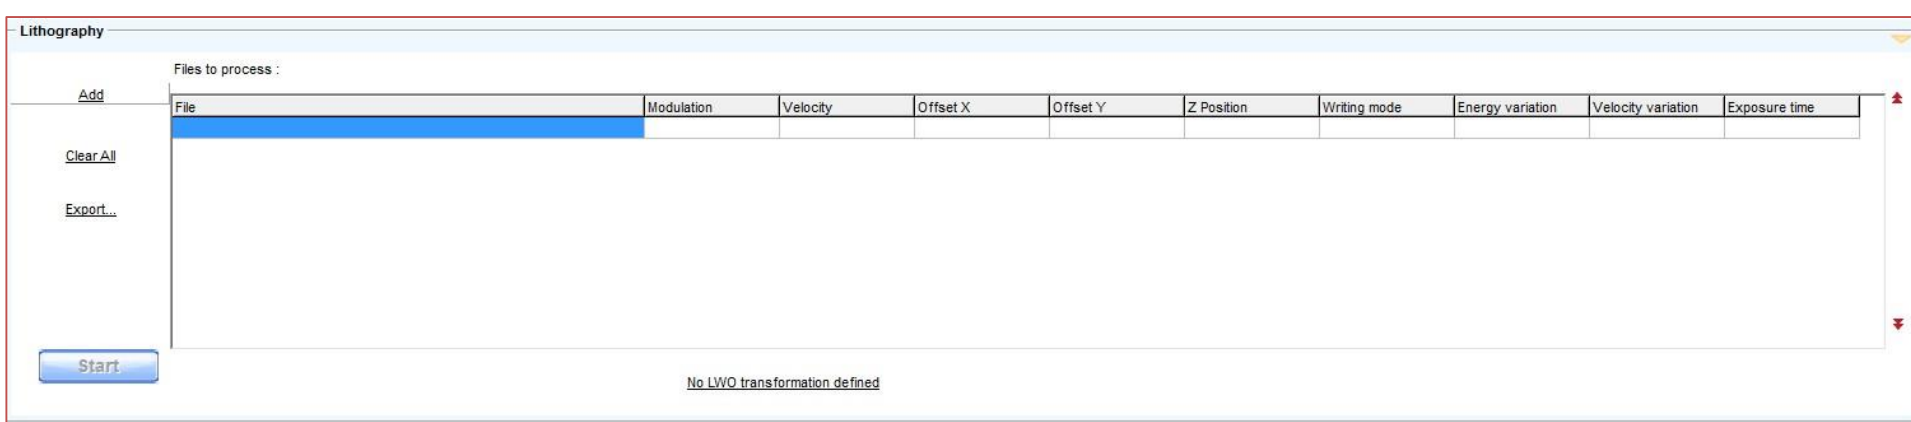 Lithography
Files to process :
Add
File Modulation Velocity Offset X Offset Y Z Position Writing mode Energy variation Velocity variation Exposure time
Clear All
Export...
Start
No LWO transformation defined